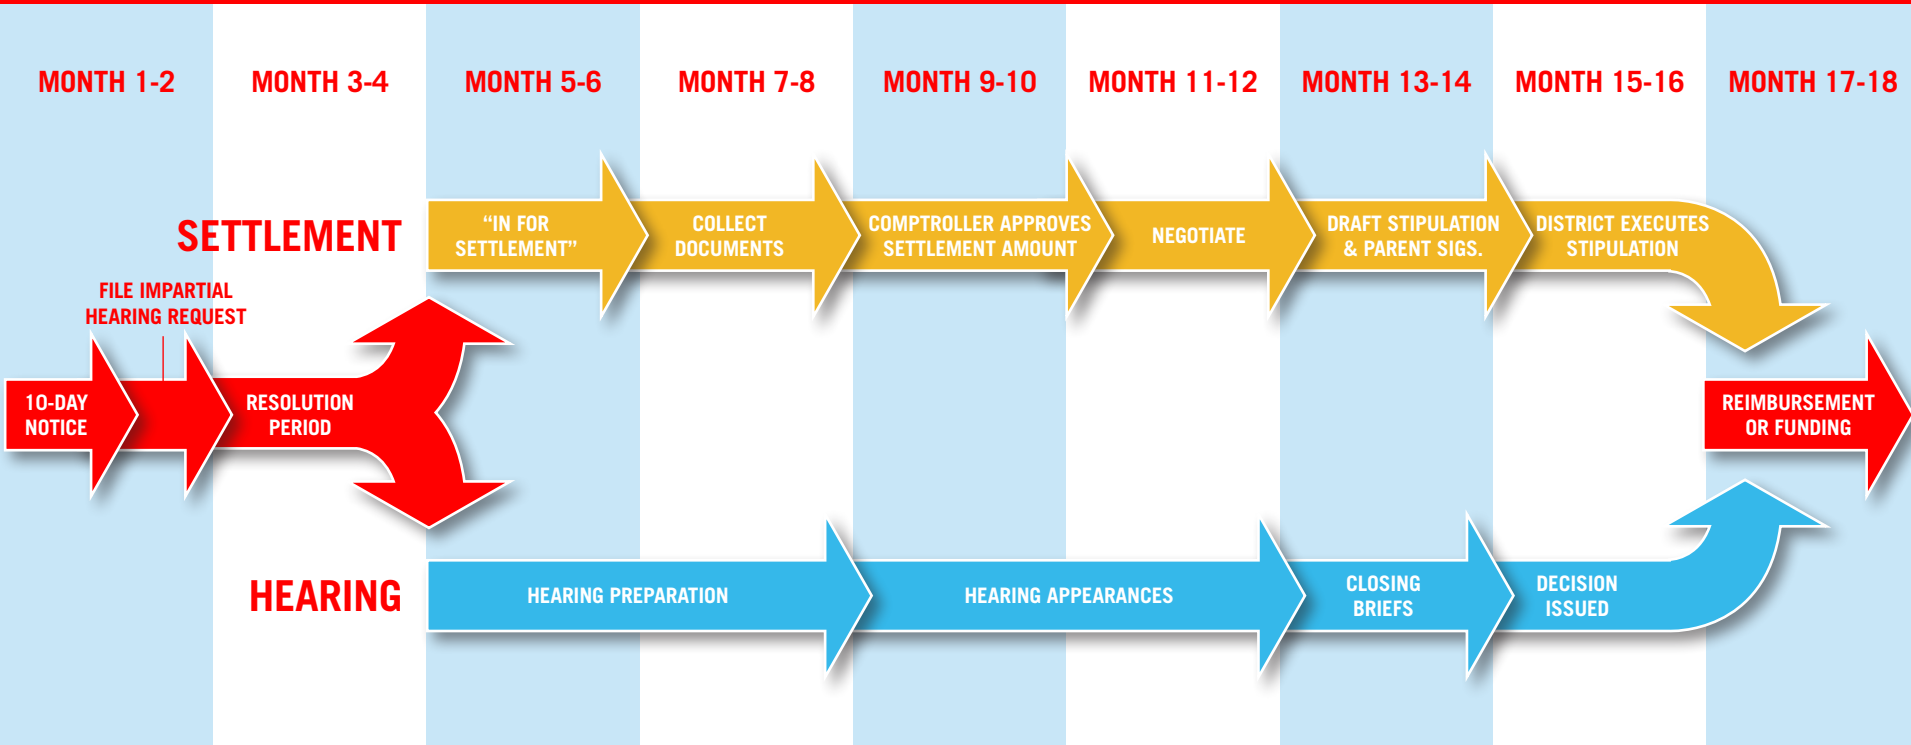 MONTH 1-2
MONTH 3-4
MONTH 5-6
MONTH 7-8
MONTH 9-10
MONTH 11-12
MONTH 13-14
MONTH 15-16
MONTH 17-18
SETTLEMENT
“IN FOR
SETTLEMENT”
COLLECT
DOCUMENTS
COMPTROLLER APPROVES
SETTLEMENT AMOUNT
NEGOTIATE
DRAFT STIPULATION
& PARENT SIGS.
DISTRICT EXECUTES
STIPULATION
FILE IMPARTIAL
HEARING REQUEST
10-DAY
NOTICE
RESOLUTION
PERIOD
REIMBURSEMENT
OR FUNDING
HEARING
HEARING PREPARATION
HEARING APPEARANCES
CLOSING
BRIEFS
DECISION
ISSUED